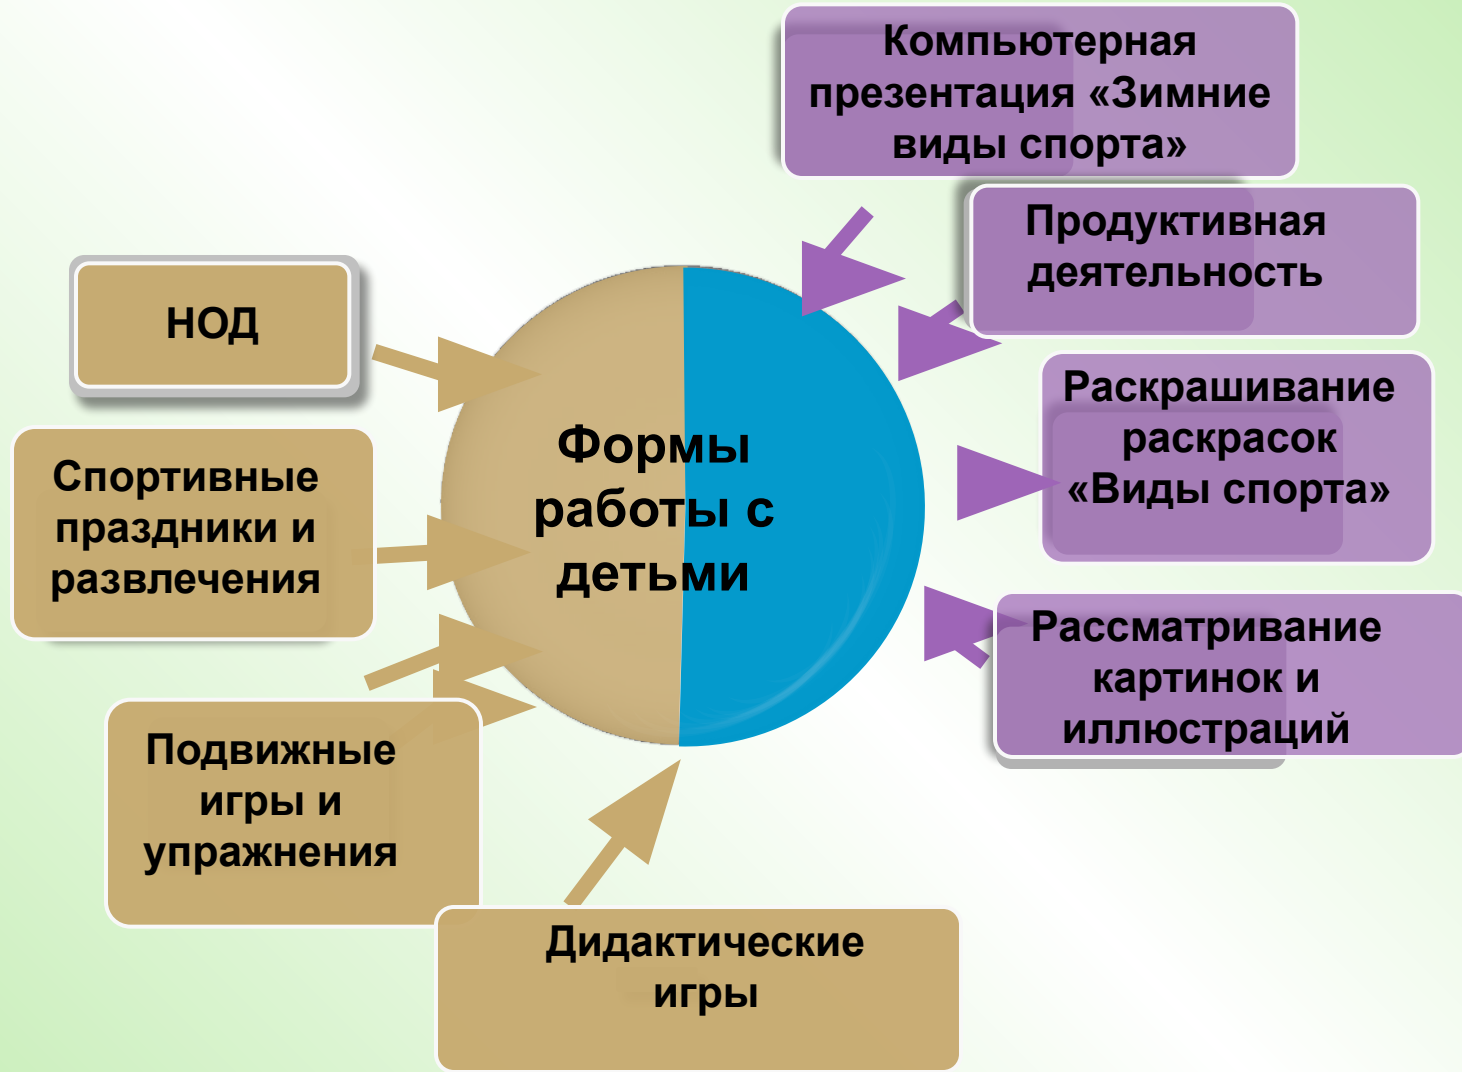 Компьютерная
презентация «Зимние
виды спорта»
Продуктивная
деятельность
НОД
Раскрашивание
раскрасок
«Виды спорта»
Формы
работы с
детьми
Спортивные
праздники и
развлечения
Рассматривание
картинок и
иллюстраций
Подвижные
игры и
упражнения
Дидактические
игры